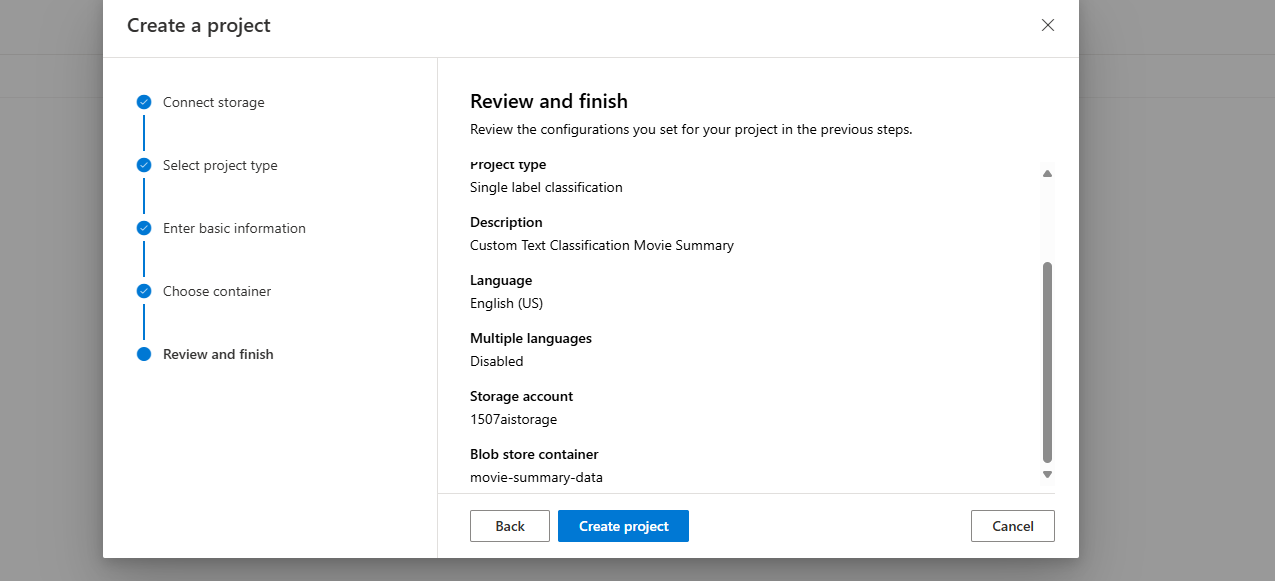 Create a project
Connect storage
Select project type
Enter basic information
Choose container
Review and finish
Review and finish
Review the configurations you set for your project in the previous steps.
Project type
Single label classification
Description
Custom Text Classification Movie Summary
Language
English (US)
Multiple languages
Disabled
Storage account
1507aistorage
Blob store container
movie-summary-data
Back
Create project
Cancel